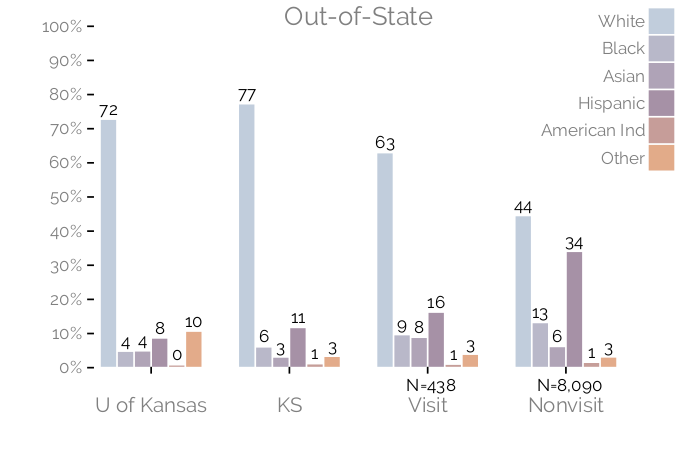 Out-of-State
White
Black
Asian
Hispanic
American Ind
Other
100%
90%
80%
70%
60%
50%
40%
30%
20%
10%
0%
72 4 4 8 0 10
77 6 3 11 1 3
63 9 8 16 1 3
44 13 6 34 1 3
N=438 N=8,090
U of Kansas KS Visit Nonvisit